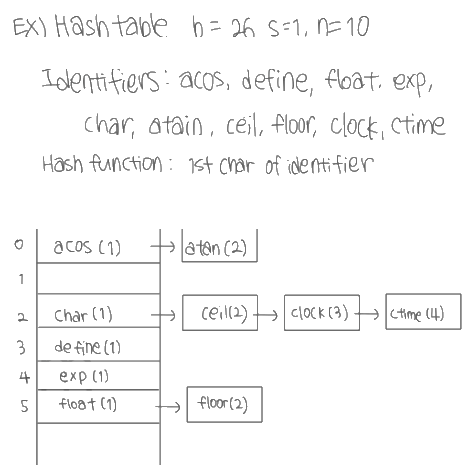 EX) Hash table b = 26 s=1, n=10
Identifiers: acos, define, float, exp,
char, atain, ceil, floor, clock, ctime
Hash function: 1st char of identifier
0 acos (1) → atan (2)
1
2 char (1) → ceil(2) → clock (3) → ctime (4)
3 define (1)
4 exp (1)
5 float (1) → floor (2)